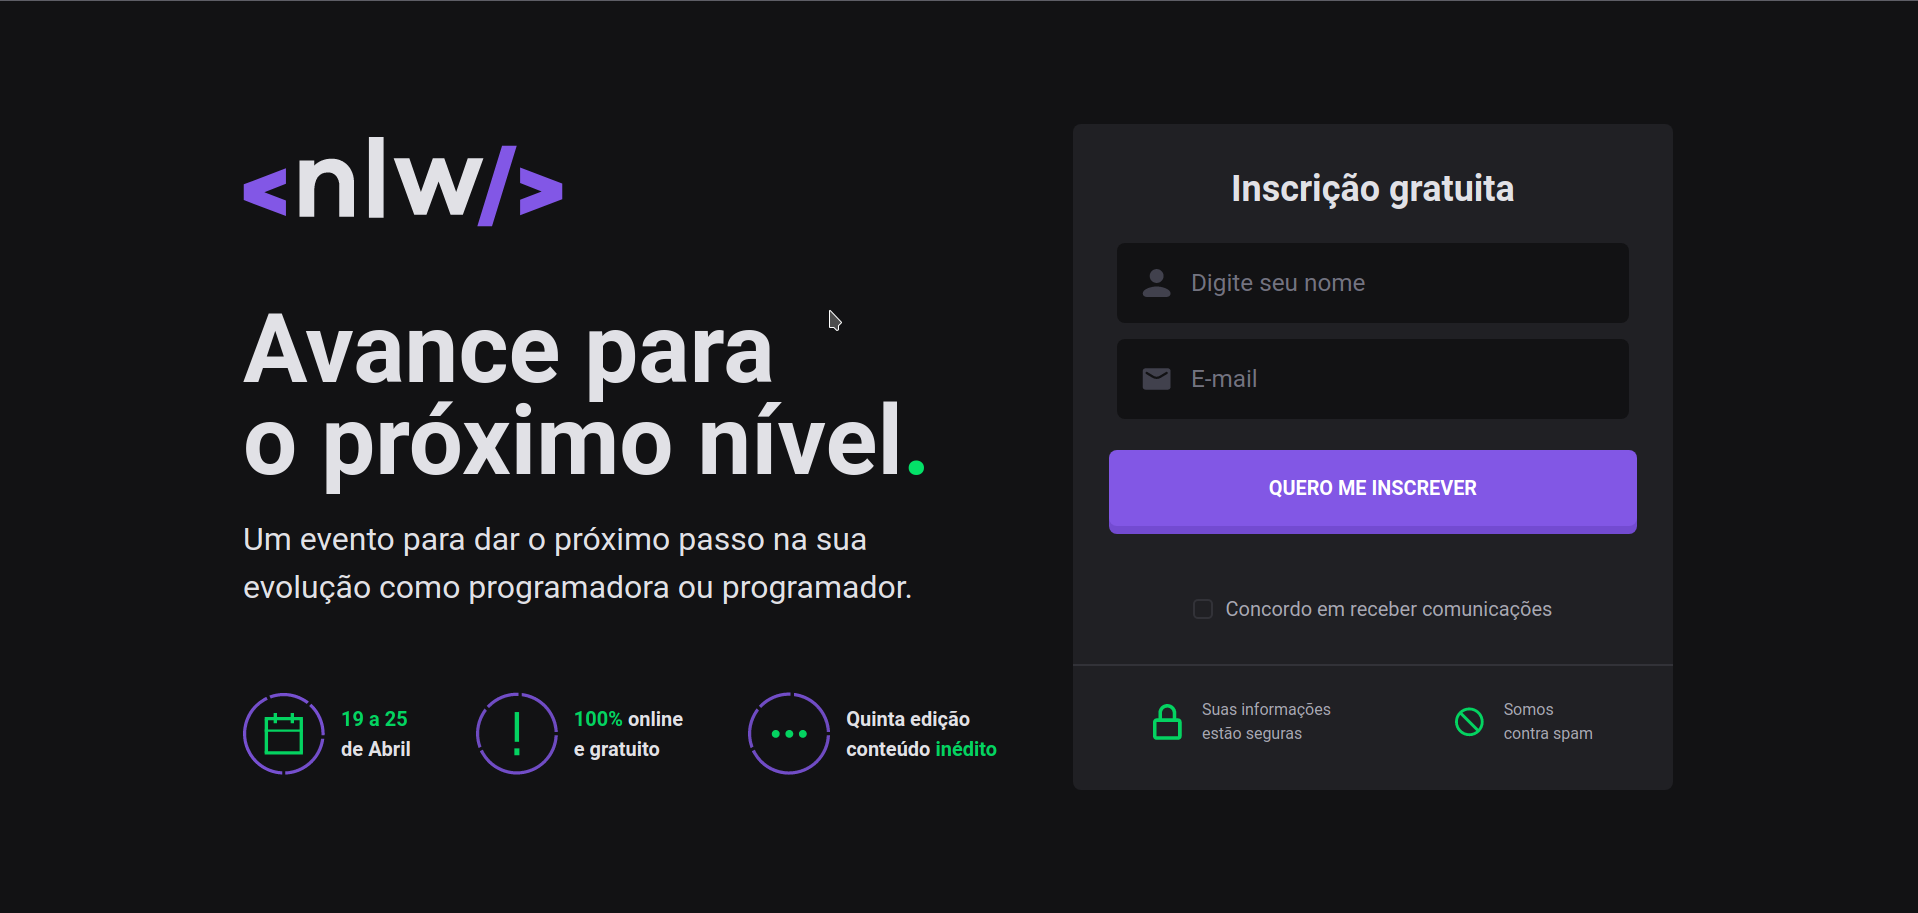 <nlw/>
Avance para
o próximo nível.
Um evento para dar o próximo passo na sua
evolução como programadora ou programador.
19 a 25
de Abril
100% online
e gratuito
Quinta edição
conteúdo inédito
Inscrição gratuita
Digite seu nome
E-mail
QUERO ME INSCREVER
Concordo em receber comunicações
Suas informações
estão seguras
Somos
contra spam